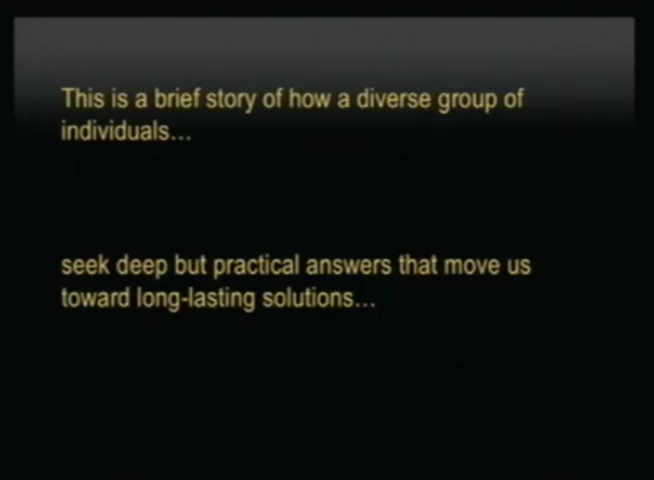 This is a brief story of how a diverse group of
individuals...
seek deep but practical answers that move us
toward long-lasting solutions...